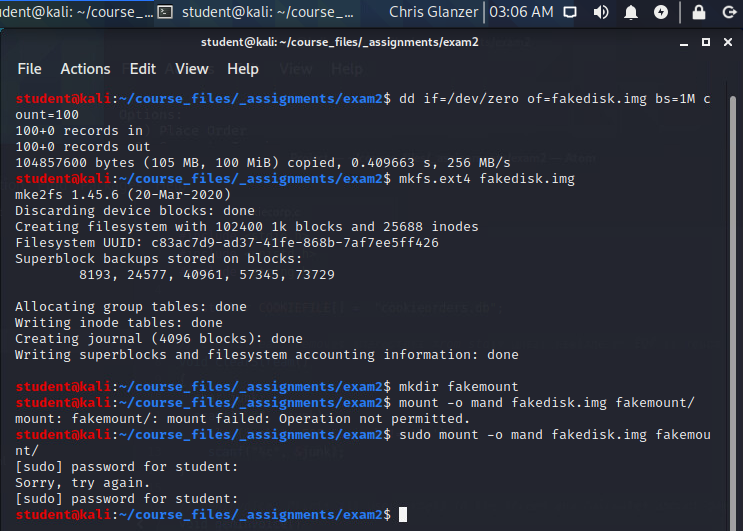 udent@kali: ~/course_... student@kali: ~/course_... Chris Glanzer 03:06 AM
student@kali: ~/course_files/_assignments/exam2
File Actions Edit View Help
student@kali:~/course_files/_assignments/exam2$ dd if=/dev/zero of=fakedisk.img bs=1M c
ount=100
100+0 records in
100+0 records out
104857600 bytes (105 MB, 100 MiB) copied, 0.409663 s, 256 MB/s
student@kali:~/course_files/_assignments/exam2$ mkfs.ext4 fakedisk.img
mke2fs 1.45.6 (20-Mar-2020)
Discarding device blocks: done
Creating filesystem with 102400 1k blocks and 25688 inodes
Filesystem UUID: c83ac7d9-ad37-41fe-868b-7af7ee5ff426
Superblock backups stored on blocks:
8193, 24577, 40961, 57345, 73729
Allocating group tables: done
Writing inode tables: done
Creating journal (4096 blocks): done
Writing superblocks and filesystem accounting information: done
student@kali:~/course_files/_assignments/exam2$ mkdir fakemount
student@kali:~/course_files/_assignments/exam2$ mount -o mand fakedisk.img fakemount/
mount: fakemount/: mount failed: Operation not permitted.
student@kali:~/course_files/_assignments/exam2$ sudo mount -o mand fakedisk.img fakemou
nt/
[sudo] password for student:
Sorry, try again.
[sudo] password for student:
student@kali:~/course_files/_assignments/exam2$